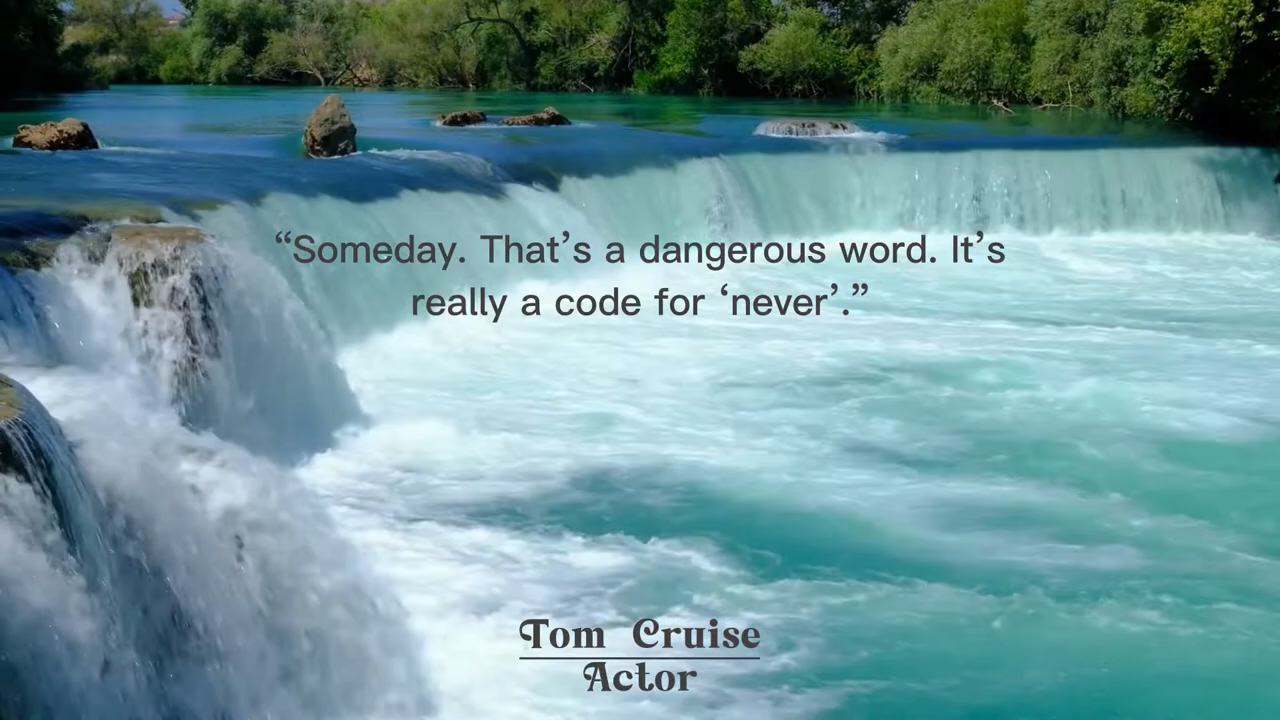 “Someday. That’s a dangerous word. It’s
really a code for ‘never’.”
Tom Cruise
Actor